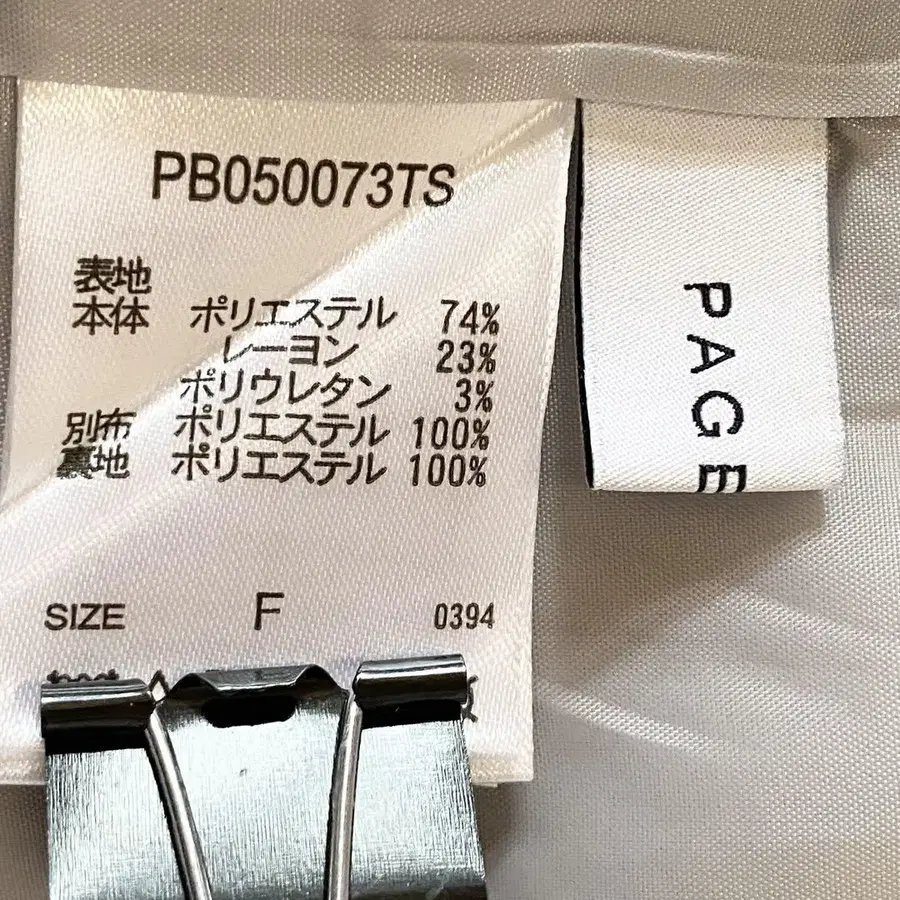 PB050073TS
表地
本体 ポリエステル 74%
レーヨン 23%
ポリウレタン 3%
別布 ポリエステル 100%
裏地 ポリエステル 100%
SIZE F 0394
PAGE